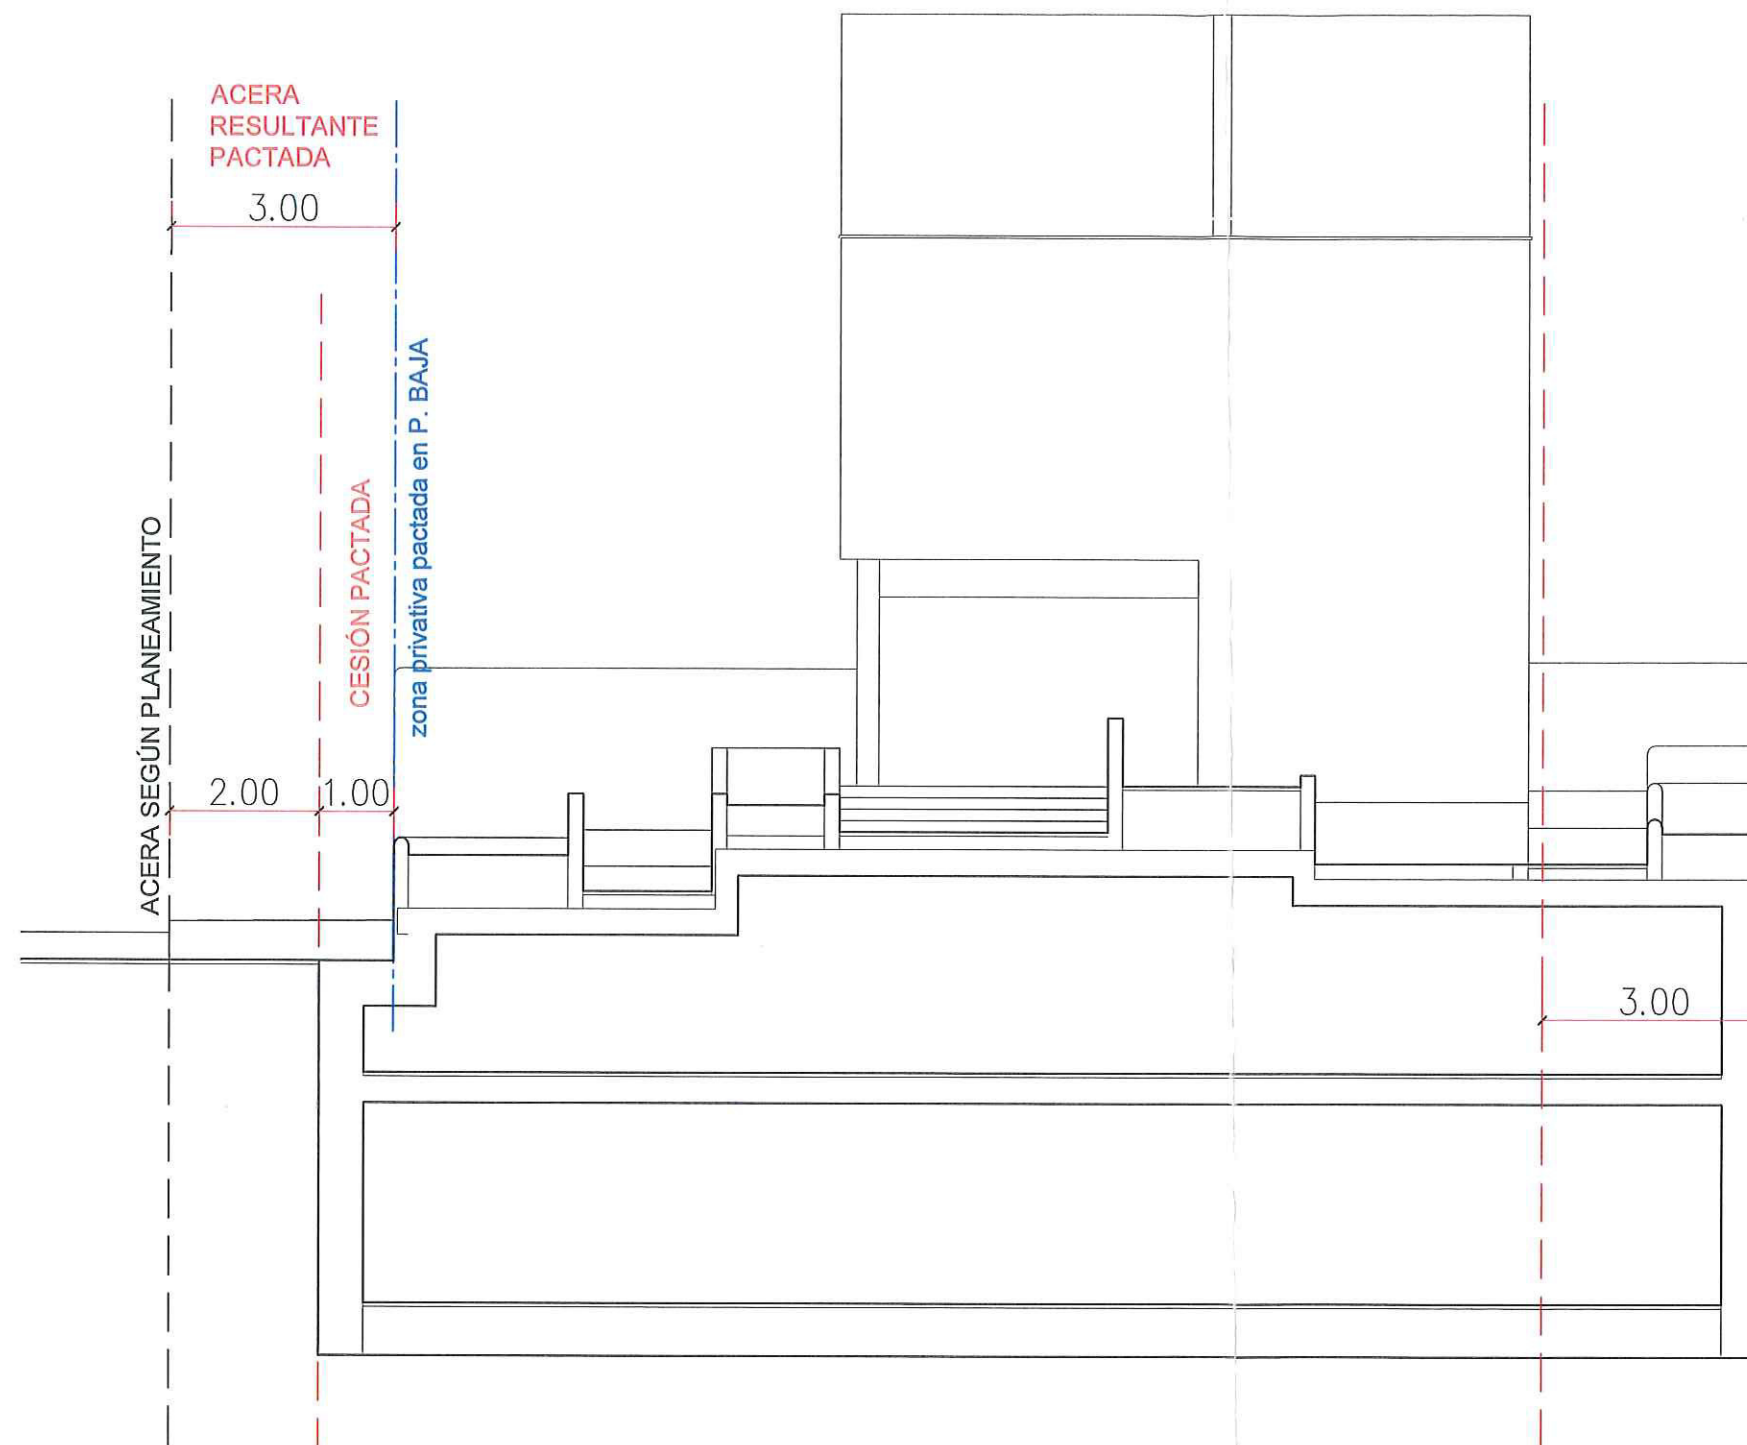 ACERA
RESULTANTE
PACTADA
3.00
ACERA SEGÚN PLANEAMIENTO
CESIÓN PACTADA
zona privativa pactada en P. BAJA
2.00
1.00
3.00